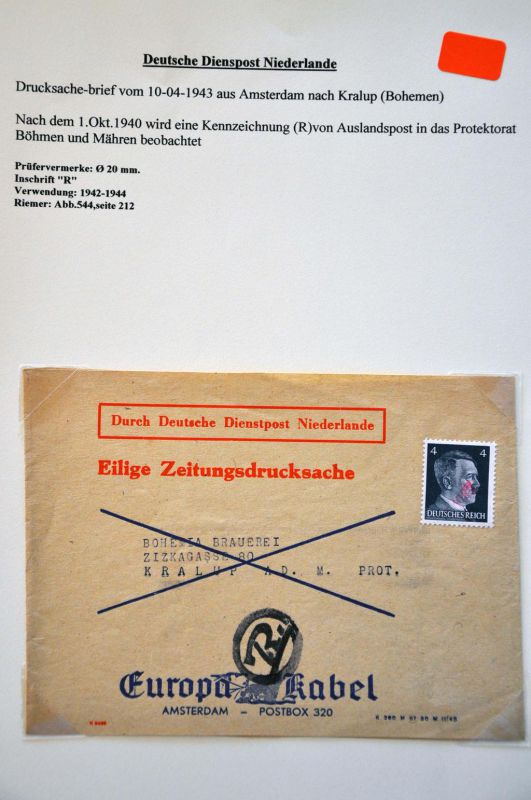 Deutsche Dienspost Niederlande
Drucksache-brief vom 10-04-1943 aus Amsterdam nach Kralup (Bohemen)
Nach dem 1.Okt.1940 wird eine Kennzeichnung (R)von Auslandspost in das Protektorat
Böhmen und Mähren beobachtet
Prüfervermerke: Ø 20 mm.
Inschrift "R"
Verwendung: 1942-1944
Riemer: Abb.544,seite 212
Durch Deutsche Dienstpost Niederlande
Eilige Zeitungsdrucksache
4 4
DEUTSCHES REICH
BOHEMIA BRAUEREI
ZIZKAGASSE 80
KRALUP A D. M. PROT.
R
Europa Kabel
AMSTERDAM – POSTBOX 320